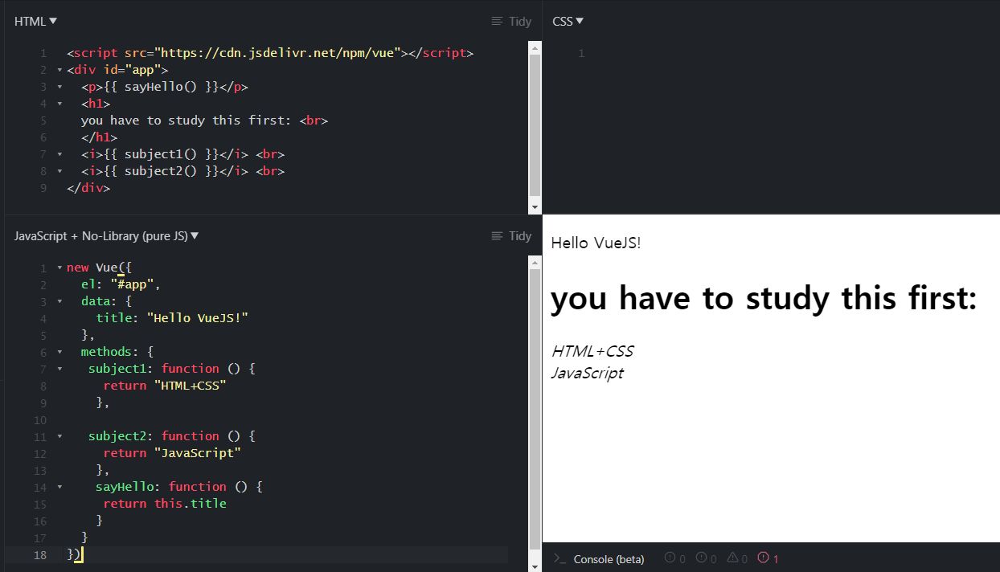 HTML ▼ Tidy
1 <script src="https://cdn.jsdelivr.net/npm/vue"></script>
2 ▾ <div id="app">
3 ▾   <p>{{ sayHello() }}</p>
4 ▾   <h1>
5   you have to study this first: <br>
6   </h1>
7 ▾   <i>{{ subject1() }}</i> <br>
8 ▾   <i>{{ subject2() }}</i> <br>
9 </div>
CSS ▼
1
JavaScript + No-Library (pure JS) ▼ Tidy
1 ▾ new Vue({
2   el: "#app",
3 ▾   data: {
4     title: "Hello VueJS!"
5   },
6 ▾   methods: {
7 ▾    subject1: function () {
8      return "HTML+CSS"
9     },
10
11 ▾    subject2: function () {
12      return "JavaScript"
13     },
14 ▾     sayHello: function () {
15      return this.title
16     }
17   }
18 })
Hello VueJS!
you have to study this first:
HTML+CSS
JavaScript
>_ Console (beta) 0 0 0 1